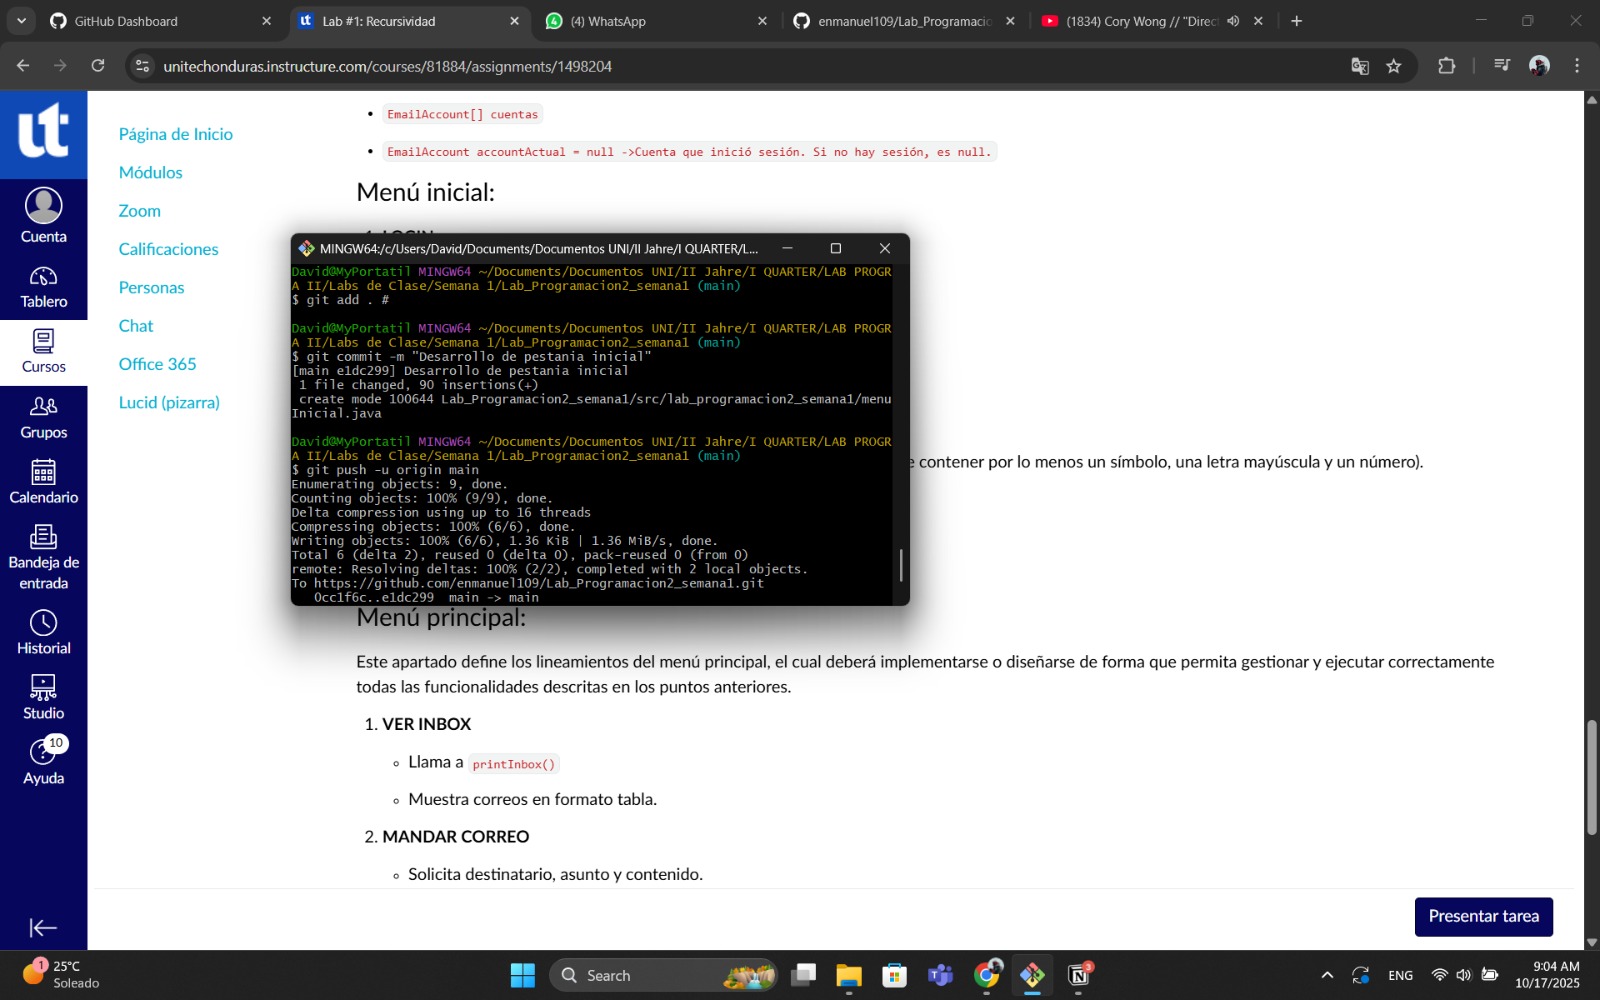 GitHub Dashboard
Lab #1: Recursividad
(4) WhatsApp
enmanuel109/Lab_Programacio
(1834) Cory Wong // "Direc
unitechonduras.instructure.com/courses/81884/assignments/1498204
ut
Cuenta
Tablero
Cursos
Grupos
Calendario
Bandeja de
entrada
Historial
Studio
10
Ayuda
Página de Inicio
Módulos
Zoom
Calificaciones
Personas
Chat
Office 365
Lucid (pizarra)
EmailAccount[] cuentas
EmailAccount accountActual = null ->Cuenta que inició sesión. Si no hay sesión, es null.
Menú inicial:
MINGW64:/c/Users/David/Documents/Documentos UNI/II Jahre/I QUARTER/L...
David@MyPortatil MINGW64 ~/Documents/Documentos UNI/II Jahre/I QUARTER/LAB PROGR
A II/Labs de Clase/Semana 1/Lab_Programacion2_semana1 (main)
$ git add . #
David@MyPortatil MINGW64 ~/Documents/Documentos UNI/II Jahre/I QUARTER/LAB PROGR
A II/Labs de Clase/Semana 1/Lab_Programacion2_semana1 (main)
$ git commit -m "Desarrollo de pestania inicial"
[main e1dc299] Desarrollo de pestania inicial
1 file changed, 90 insertions(+)
create mode 100644 Lab_Programacion2_semana1/src/lab_programacion2_semana1/menu
Inicial.java
David@MyPortatil MINGW64 ~/Documents/Documentos UNI/II Jahre/I QUARTER/LAB PROGR
A II/Labs de Clase/Semana 1/Lab_Programacion2_semana1 (main)
$ git push -u origin main
Enumerating objects: 9, done.
Counting objects: 100% (9/9), done.
Delta compression using up to 16 threads
Compressing objects: 100% (6/6), done.
Writing objects: 100% (6/6), 1.36 KiB | 1.36 MiB/s, done.
Total 6 (delta 2), reused 0 (delta 0), pack-reused 0 (from 0)
remote: Resolving deltas: 100% (2/2), completed with 2 local objects.
To https://github.com/enmanuel109/Lab_Programacion2_semana1.git
0cc1f6c..e1dc299 main -> main
contener por lo menos un símbolo, una letra mayúscula y un número).
Menú principal:
Este apartado define los lineamientos del menú principal, el cual deberá implementarse o diseñarse de forma que permita gestionar y ejecutar correctamente
todas las funcionalidades descritas en los puntos anteriores.
1. VER INBOX
Llama a printInbox()
Muestra correos en formato tabla.
2. MANDAR CORREO
Solicita destinatario, asunto y contenido.
Presentar tarea
1
25°C
Soleado
Search
3
ENG
9:04 AM
10/17/2025